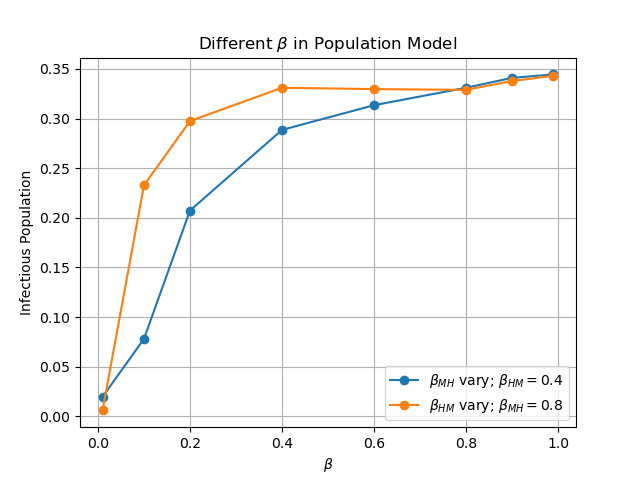 Different β in Population Model
0.35
0.30
0.25
0.20
0.15
0.10
0.05
0.00
Infectious Population
β_MH vary; β_HM = 0.4
β_HM vary; β_MH = 0.8
0.0 0.2 0.4 0.6 0.8 1.0
β